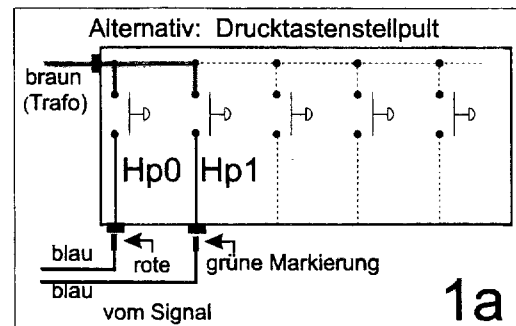 Alternativ: Drucktastenstellpult
braun
(Trafo)
Hp0 Hp1
blau
rote
grüne Markierung
blau
vom Signal
1a